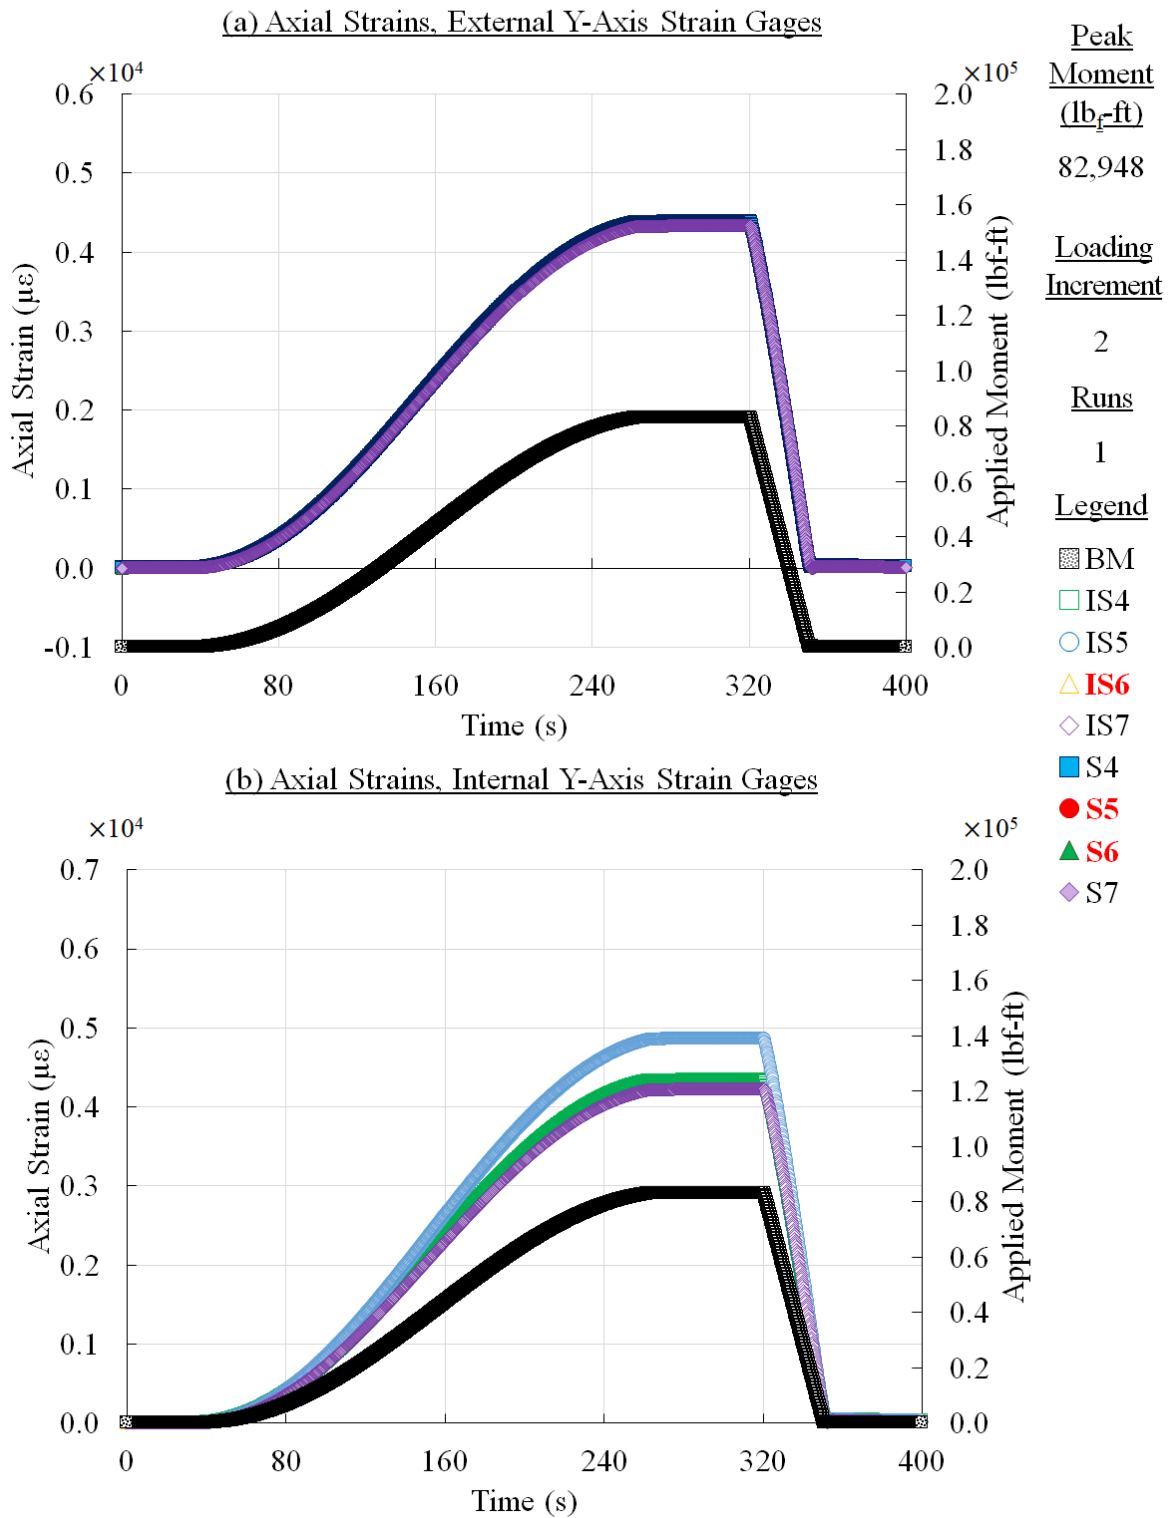 (a) Axial Strains, External Y-Axis Strain Gages
×10⁴
×10⁵
0.6
0.5
0.4
0.3
0.2
0.1
0.0
-0.1
Axial Strain (με)
2.0
1.8
1.6
1.4
1.2
1.0
0.8
0.6
0.4
0.2
0.0
Applied Moment (lbf-ft)
0 80 160 240 320 400
Time (s)
(b) Axial Strains, Internal Y-Axis Strain Gages
×10⁴
×10⁵
0.7
0.6
0.5
0.4
0.3
0.2
0.1
0.0
Axial Strain (με)
2.0
1.8
1.6
1.4
1.2
1.0
0.8
0.6
0.4
0.2
0.0
Applied Moment (lbf-ft)
0 80 160 240 320 400
Time (s)
Peak
Moment
(lbf-ft)
82,948
Loading
Increment
2
Runs
1
Legend
BM
IS4
IS5
IS6
IS7
S4
S5
S6
S7